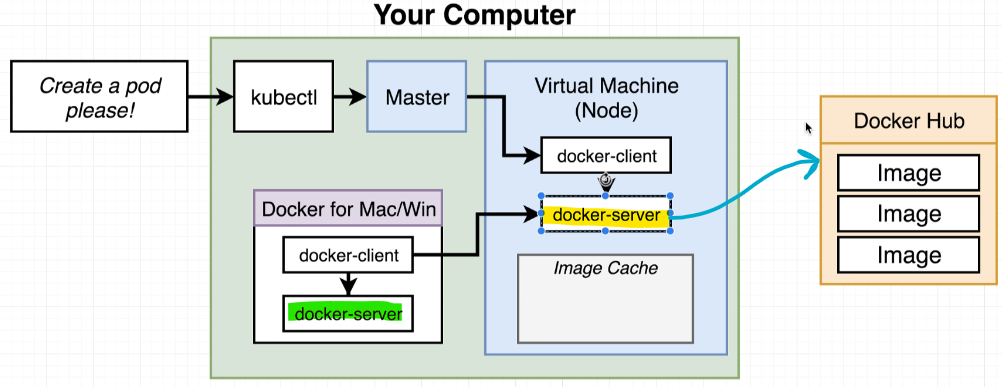 Your Computer
Create a pod
please!
kubectl
Master
Virtual Machine
(Node)
docker-client
docker-server
Image Cache
Docker for Mac/Win
docker-client
docker-server
Docker Hub
Image
Image
Image